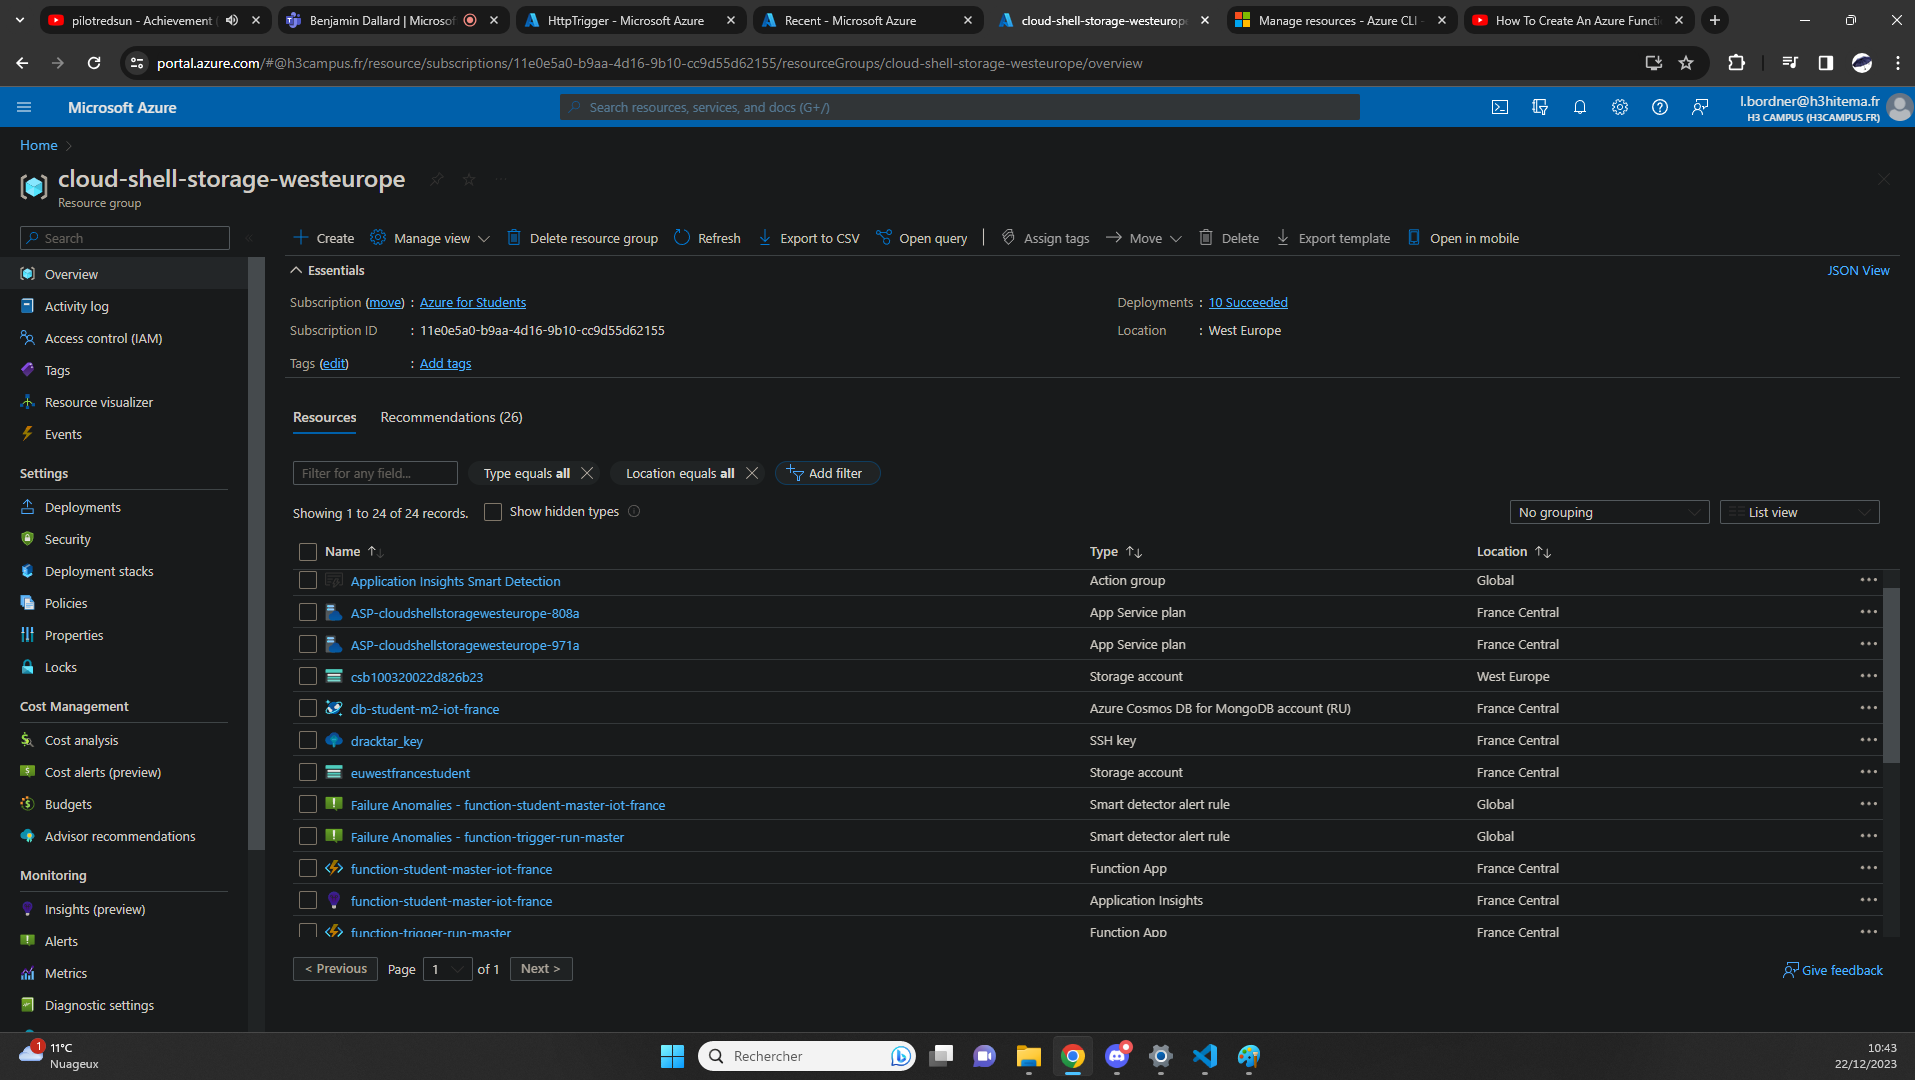 pilotredsun - Achievement (
Benjamin Dallard | Microsof
HttpTrigger - Microsoft Azure
Recent - Microsoft Azure
cloud-shell-storage-westeurope
Manage resources - Azure CLI
How To Create An Azure Functi
portal.azure.com/#@h3campus.fr/resource/subscriptions/11e0e5a0-b9aa-4d16-9b10-cc9d55d62155/resourceGroups/cloud-shell-storage-westeurope/overview
Microsoft Azure
Search resources, services, and docs (G+/)
l.bordner@h3hitema.fr
H3 CAMPUS (H3CAMPUS.FR)
Home
cloud-shell-storage-westeurope
Resource group
Search
Create
Manage view
Delete resource group
Refresh
Export to CSV
Open query
Assign tags
Move
Delete
Export template
Open in mobile
Overview
Activity log
Access control (IAM)
Tags
Resource visualizer
Events
Settings
Deployments
Security
Deployment stacks
Policies
Properties
Locks
Cost Management
Cost analysis
Cost alerts (preview)
Budgets
Advisor recommendations
Monitoring
Insights (preview)
Alerts
Metrics
Diagnostic settings
Essentials
JSON View
Subscription (move) : Azure for Students
Deployments : 10 Succeeded
Subscription ID : 11e0e5a0-b9aa-4d16-9b10-cc9d55d62155
Location : West Europe
Tags (edit) : Add tags
Resources
Recommendations (26)
Filter for any field...
Type equals all
Location equals all
Add filter
Showing 1 to 24 of 24 records.
Show hidden types
No grouping
List view
Name Type Location
Application Insights Smart Detection Action group Global
ASP-cloudshellstoragewesteurope-808a App Service plan France Central
ASP-cloudshellstoragewesteurope-971a App Service plan France Central
csb100320022d826b23 Storage account West Europe
db-student-m2-iot-france Azure Cosmos DB for MongoDB account (RU) France Central
dracktar_key SSH key France Central
euwestfrancestudent Storage account France Central
Failure Anomalies - function-student-master-iot-france Smart detector alert rule Global
Failure Anomalies - function-trigger-run-master Smart detector alert rule Global
function-student-master-iot-france Function App France Central
function-student-master-iot-france Application Insights France Central
function-trigger-run-master Function App France Central
< Previous
Page 1 of 1
Next >
Give feedback
1
11°C
Nuageux
Rechercher
10:43
22/12/2023